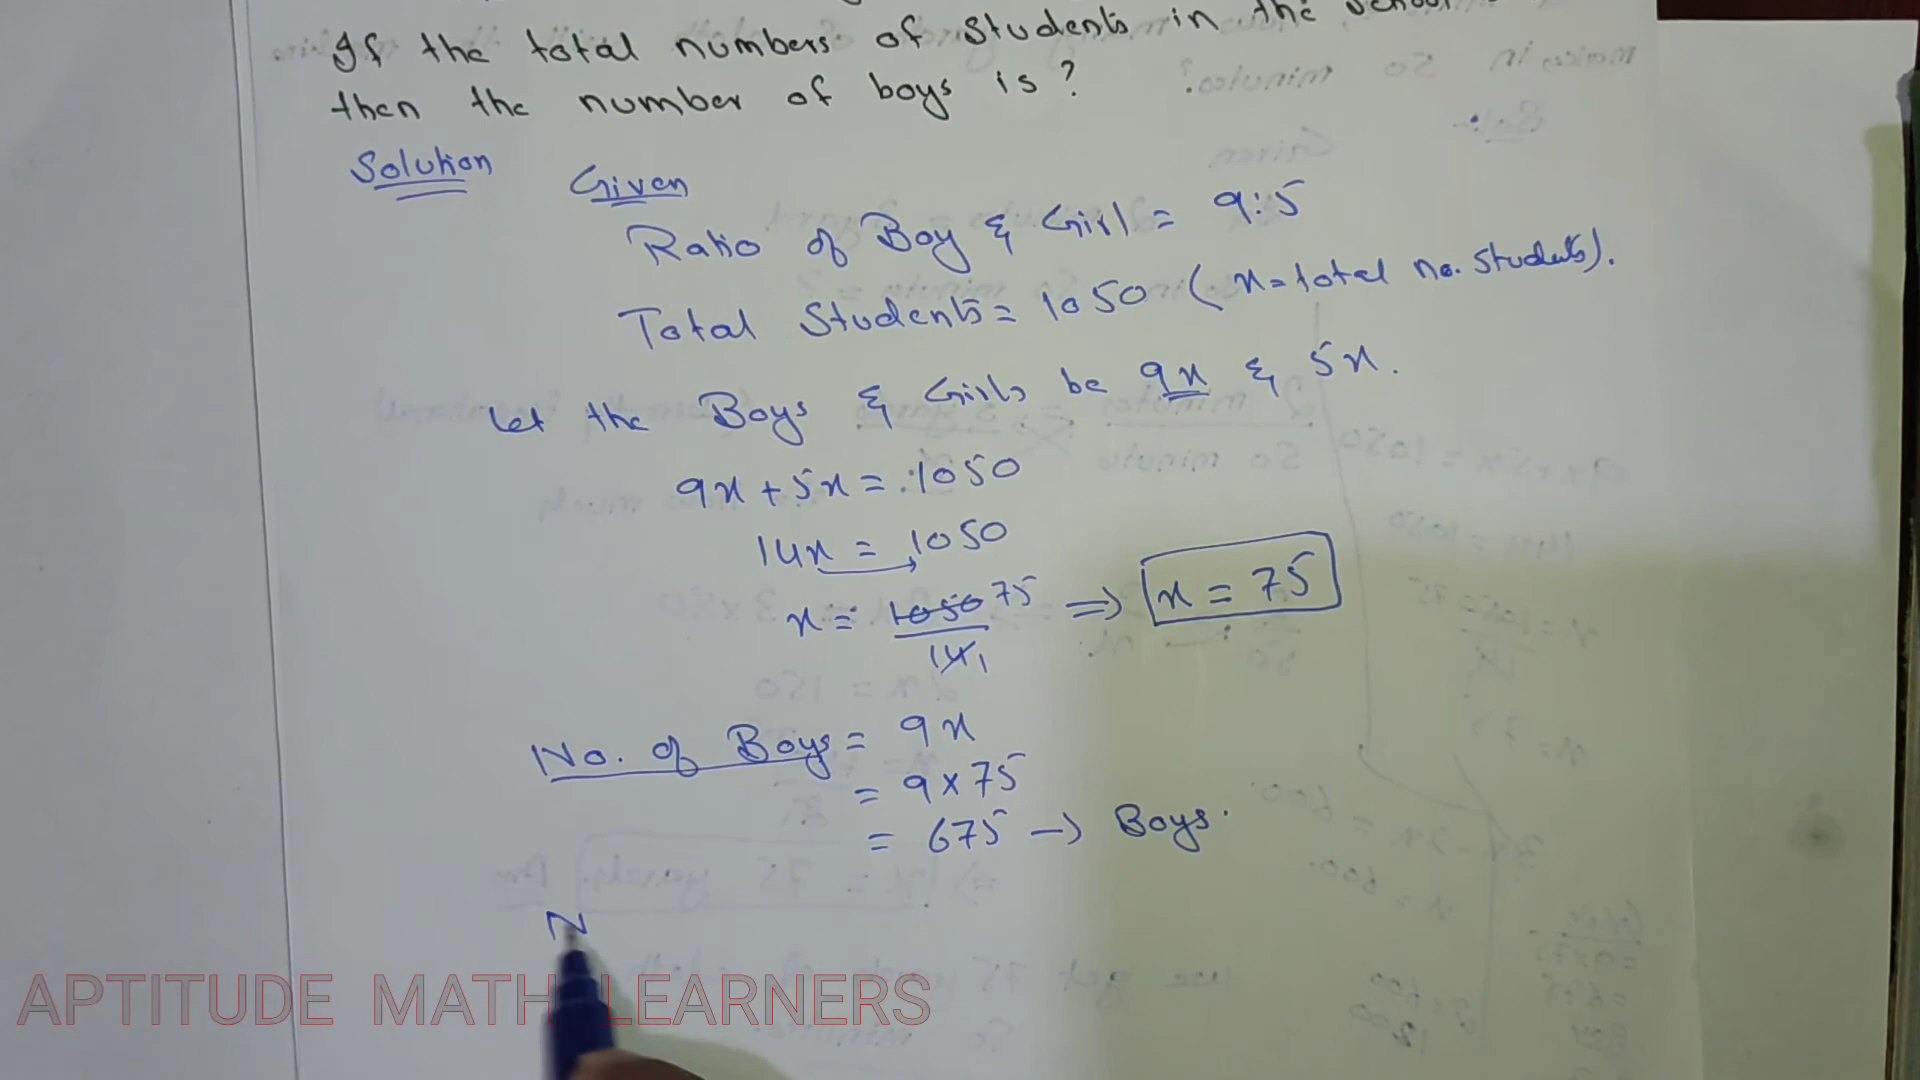 If the total numbers of students in the school
then the number of boys is?
Solution
Given
Ratio of Boy & Girl = 9:5
Total Students = 1050 (x = total no. students).
Let the Boys & Girls be 9x & 5x.
9x + 5x = 1050
14x = 1050
x = 1050 75 => x = 75
14 1
No. of Boys = 9x
= 9 x 75
= 675 -> Boys.
N
APTITUDE MATH LEARNERS